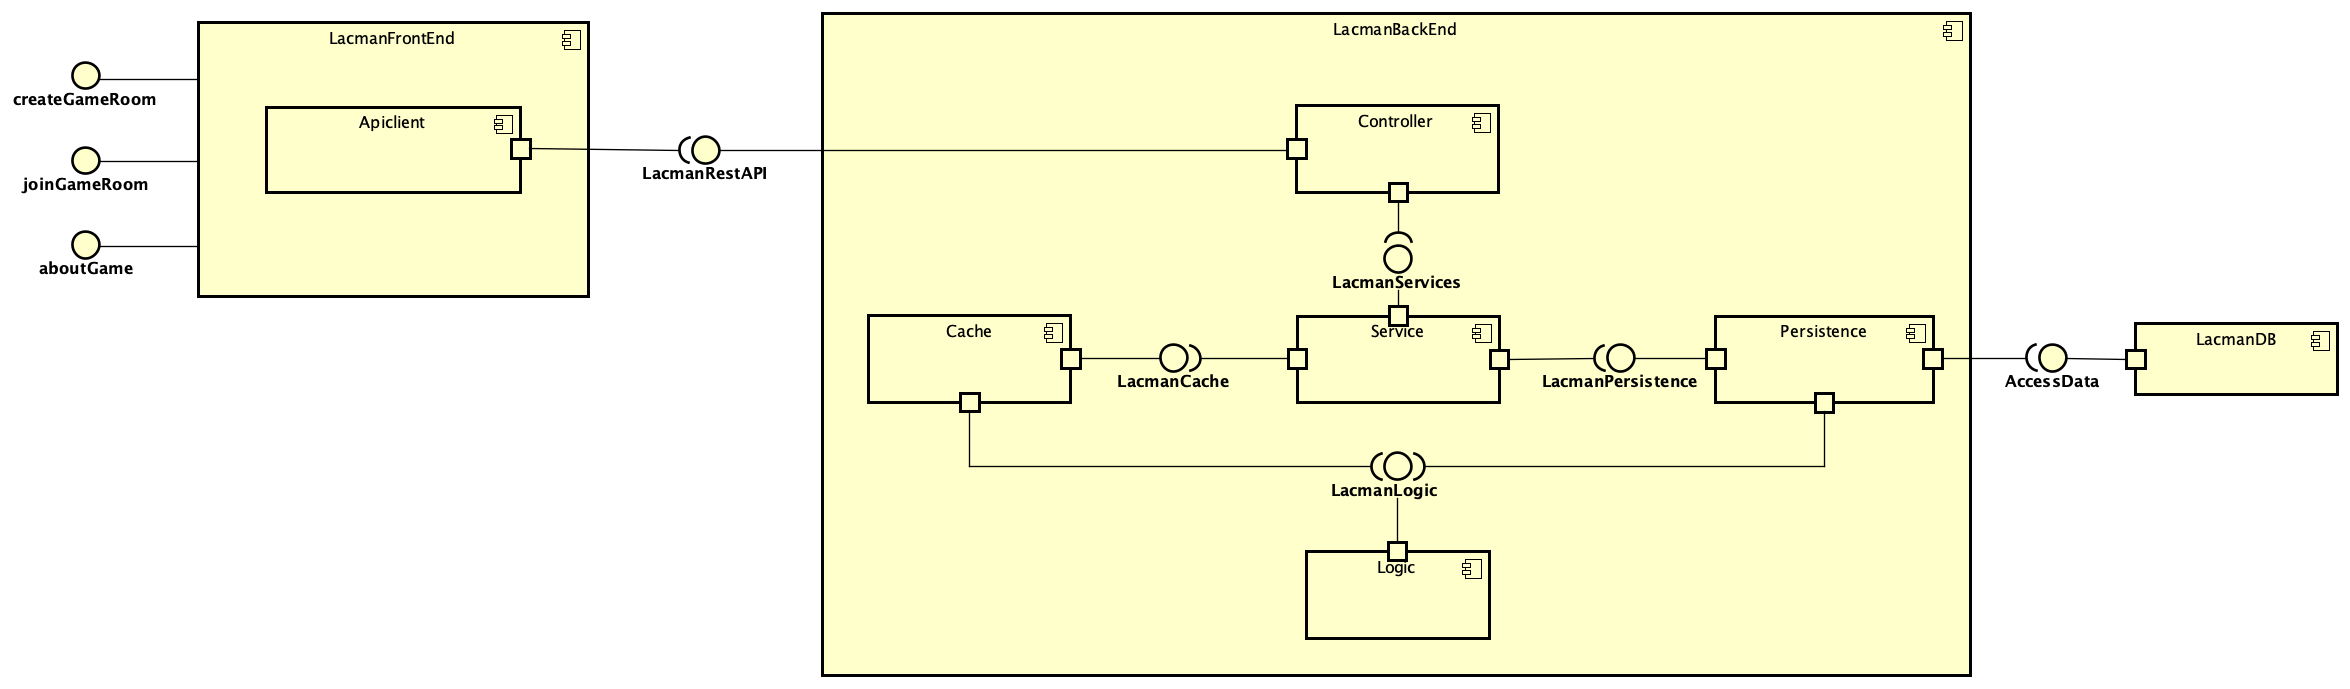 LacmanFrontEnd
createGameRoom
joinGameRoom
aboutGame
Apiclient
LacmanRestAPI
LacmanBackEnd
Controller
LacmanServices
Cache
LacmanCache
Service
LacmanPersistence
Persistence
AccessData
LacmanDB
LacmanLogic
Logic